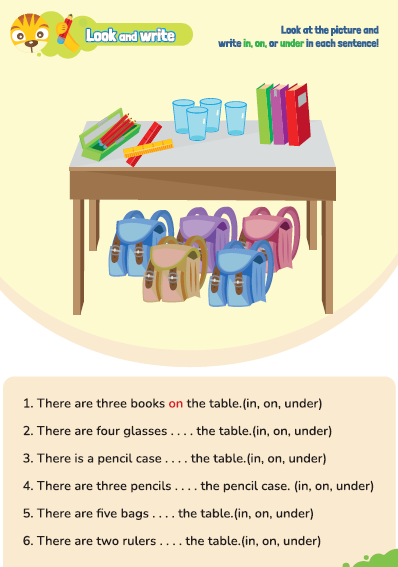 Look and write
Look at the picture and
write in, on, or under in each sentence!
1. There are three books on the table.(in, on, under)
2. There are four glasses . . . . the table.(in, on, under)
3. There is a pencil case . . . . the table.(in, on, under)
4. There are three pencils . . . . the pencil case. (in, on, under)
5. There are five bags . . . . the table.(in, on, under)
6. There are two rulers . . . . the table.(in, on, under)